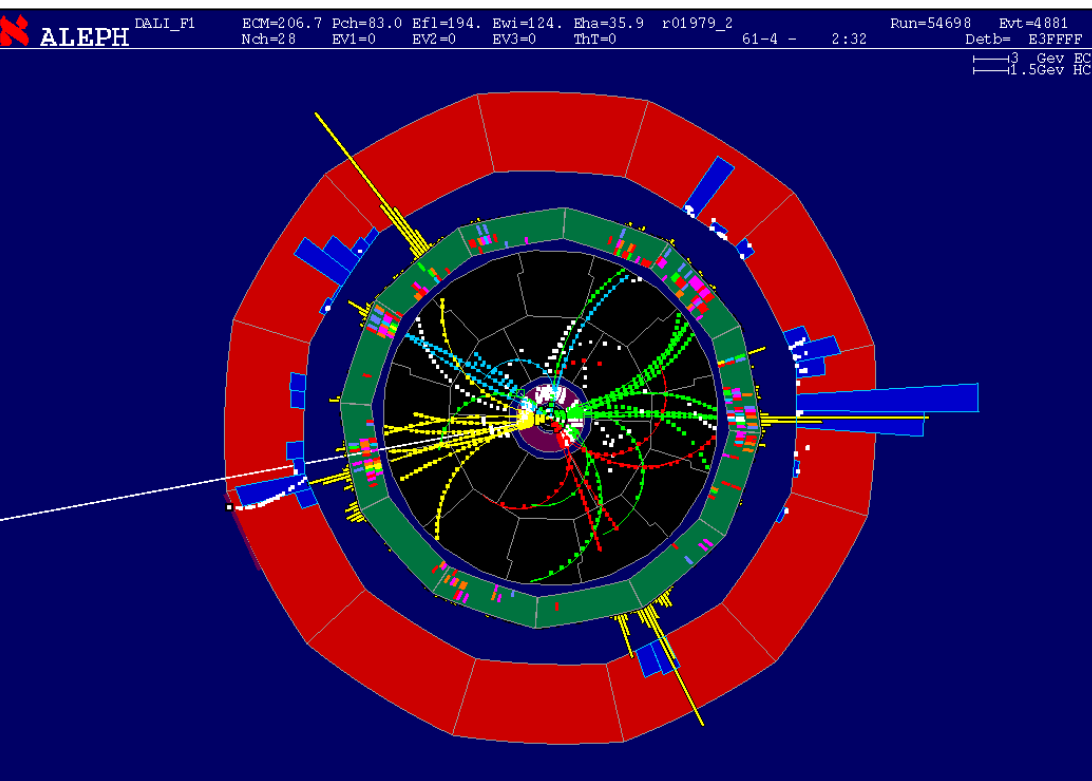 ALEPH DALI_F1 ECM=206.7 Pch=83.0 Efl=194. Ewi=124. Eha=35.9 r01979_2 Run=54698 Evt=4881
Nch=28 EV1=0 EV2=0 EV3=0 ThT=0 61-4 - 2:32 Detb= E3FFFF
3 Gev EC
1.5Gev HC